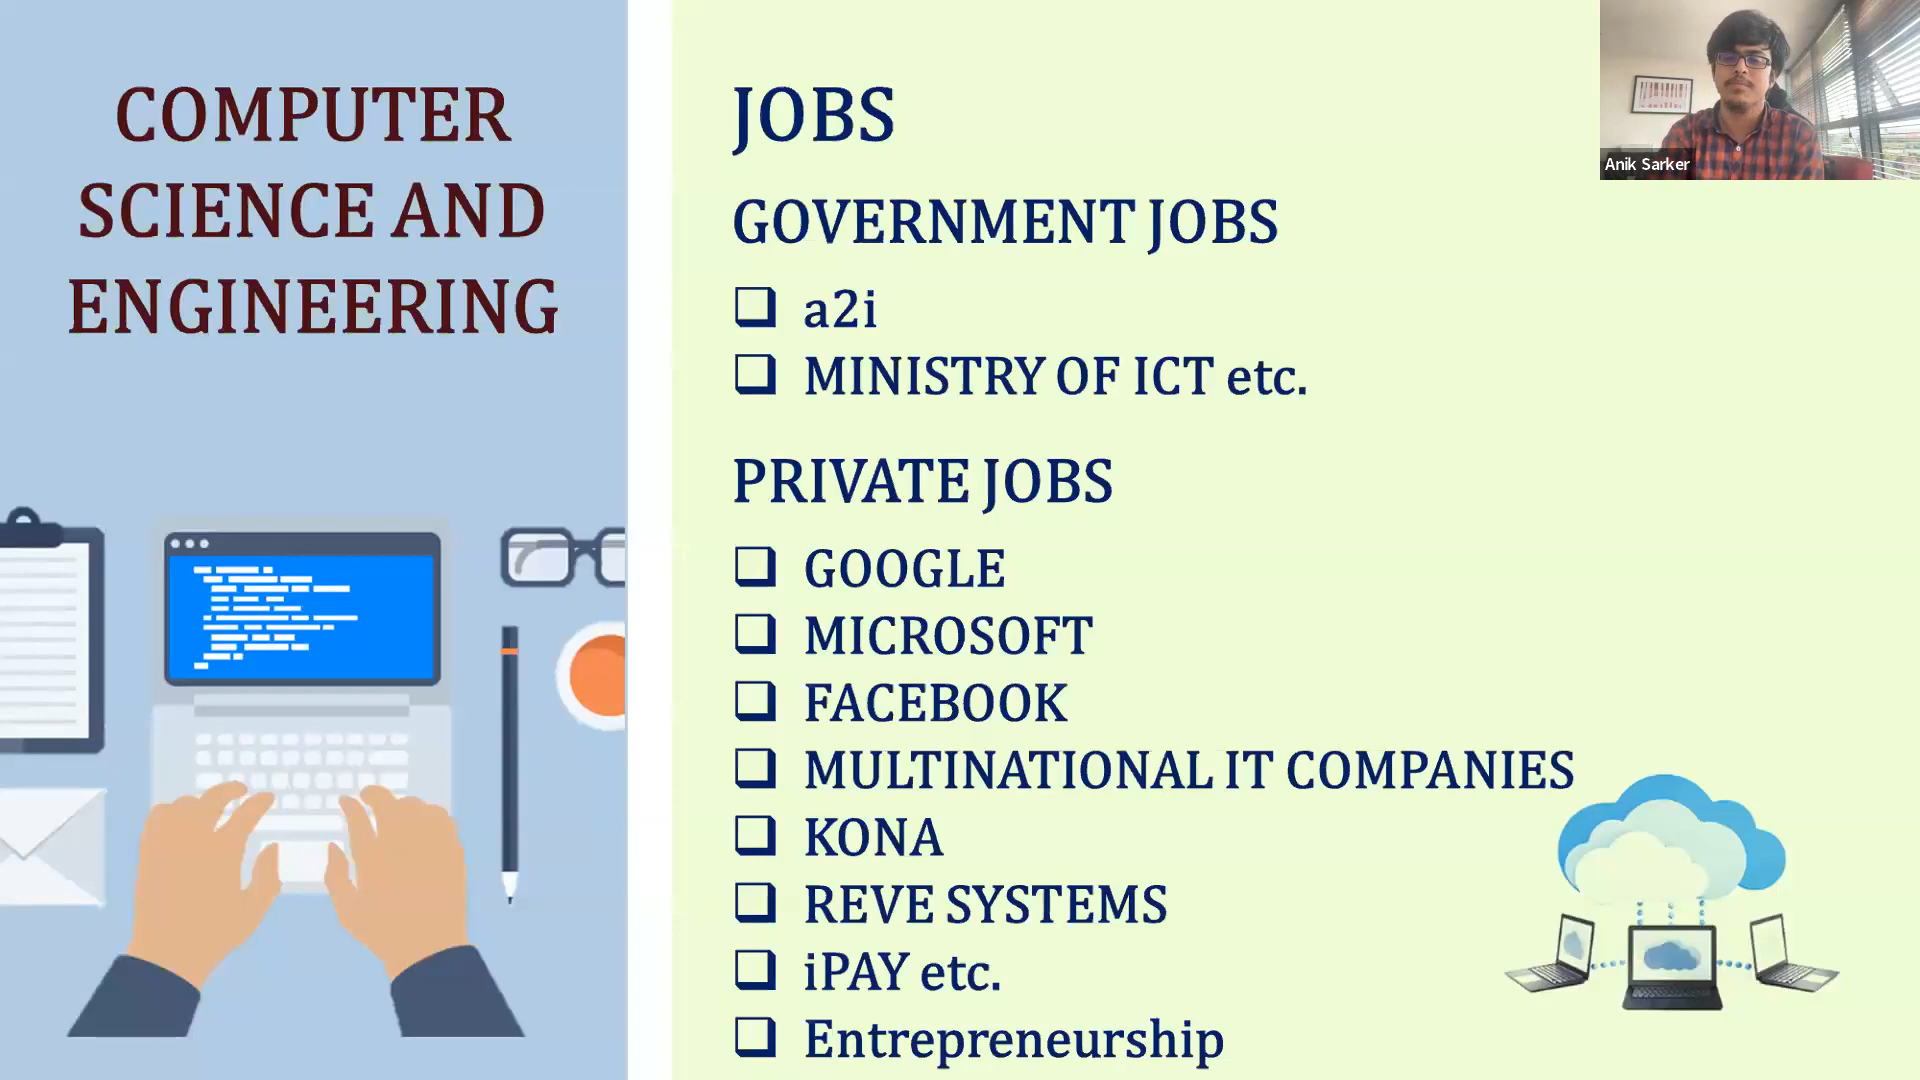 COMPUTER
SCIENCE AND
ENGINEERING
JOBS
GOVERNMENT JOBS
a2i
MINISTRY OF ICT etc.
PRIVATE JOBS
GOOGLE
MICROSOFT
FACEBOOK
MULTINATIONAL IT COMPANIES
KONA
REVE SYSTEMS
iPAY etc.
Entrepreneurship
Anik Sarker